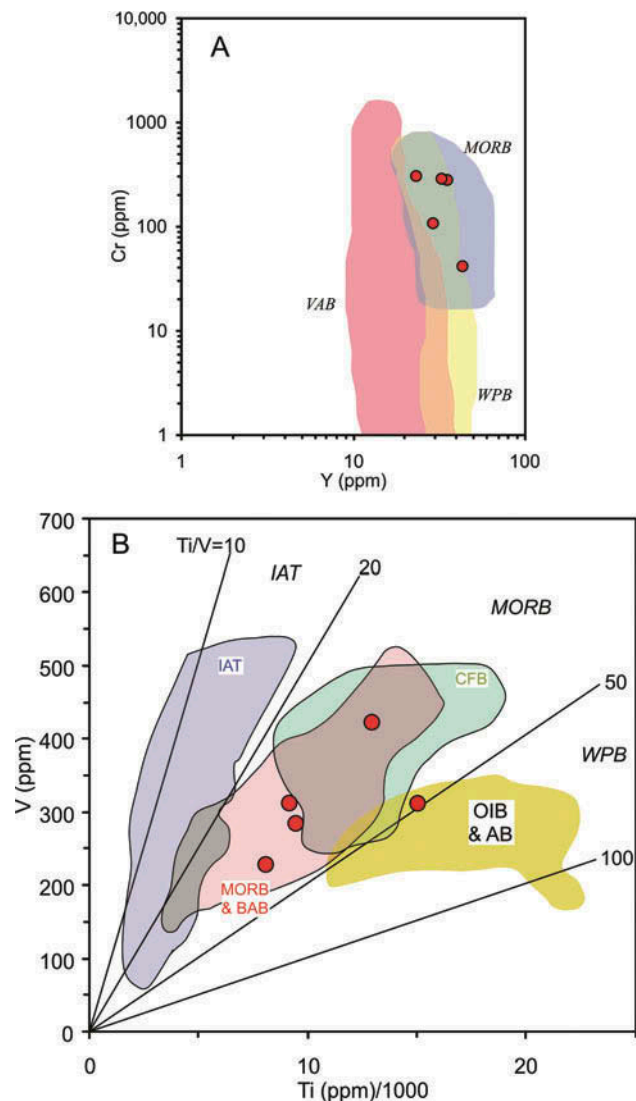 A
10,000
1000
100
10
1
Cr (ppm)
MORB
VAB
WPB
1 10 100
Y (ppm)
B
700
600
500
400
300
200
100
0
V (ppm)
Ti/V=10
IAT
20
MORB
50
WPB
100
IAT
CFB
OIB
& AB
MORB
& BAB
0 10 20
Ti (ppm)/1000